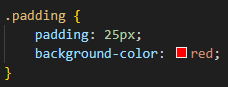 .padding {
    padding: 25px;
    background-color: red;
}